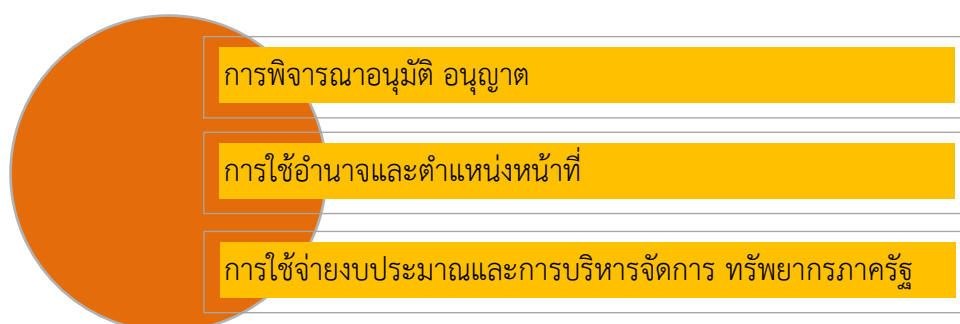 การพิจารณาอนุมัติ อนุญาต
การใช้อำนาจและตำแหน่งหน้าที่
การใช้จ่ายงบประมาณและการบริหารจัดการ ทรัพยากรภาครัฐ